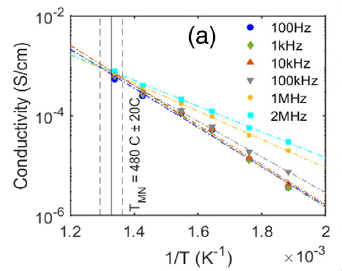 (a)
100Hz
1kHz
10kHz
100kHz
1MHz
2MHz
Conductivity (S/cm)
10-2
10-4
10-6
TMN = 480 C ± 20C
1.2 1.4 1.6 1.8 2
1/T (K-1)
×10-3